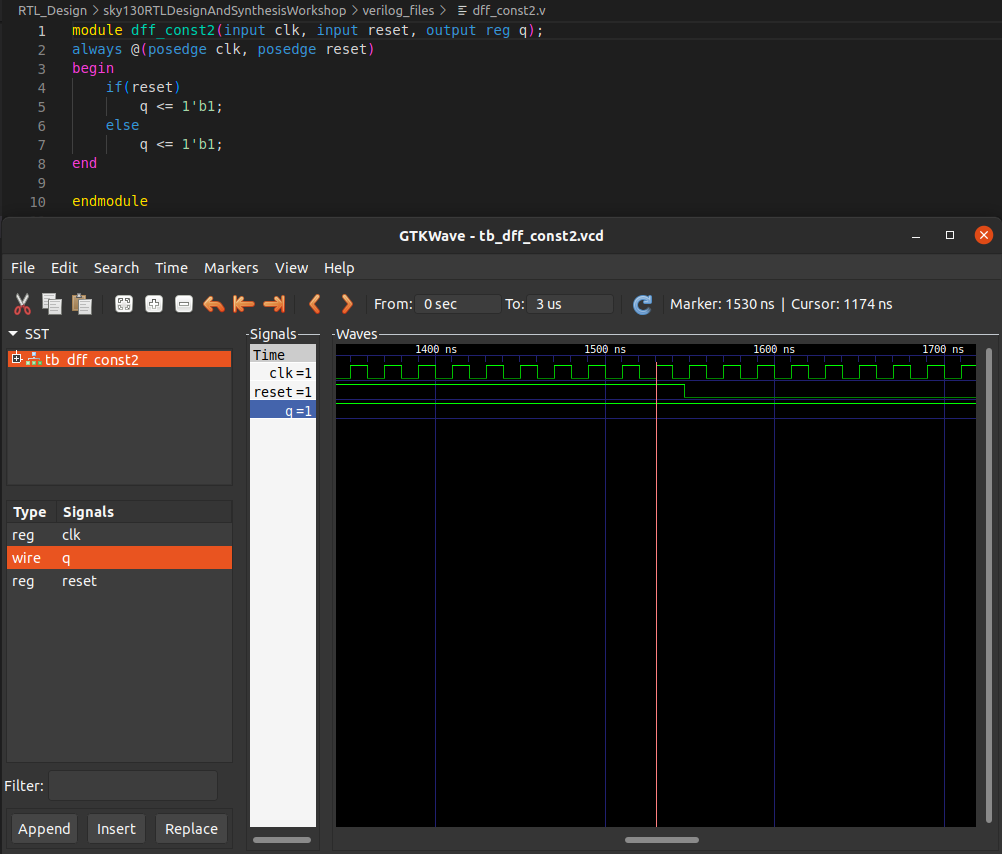 RTL_Design > sky130RTLDesignAndSynthesisWorkshop > verilog_files > dff_const2.v
1 module dff_const2(input clk, input reset, output reg q);
2 always @(posedge clk, posedge reset)
3 begin
4 if(reset)
5 q <= 1'b1;
6 else
7 q <= 1'b1;
8 end
9
10 endmodule
GTKWave - tb_dff_const2.vcd
File Edit Search Time Markers View Help
From: 0 sec To: 3 us Marker: 1530 ns | Cursor: 1174 ns
SST
tb_dff_const2
Type Signals
reg clk
wire q
reg reset
Filter:
Append Insert Replace
Signals
Time
clk=1
reset=1
q=1
Waves
1400 ns 1500 ns 1600 ns 1700 ns